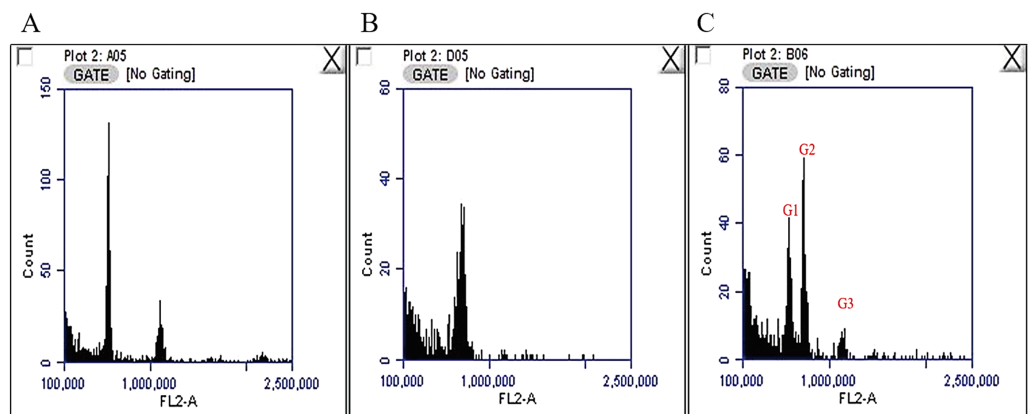 A
B
C
Plot 2: A05
GATE [No Gating]
X
150
100
50
0
Count
100,000
1,000,000
2,500,000
FL2-A
Plot 2: D05
GATE [No Gating]
X
60
40
20
0
Count
100,000
1,000,000
2,500,000
FL2-A
Plot 2: B06
GATE [No Gating]
X
80
60
40
20
0
Count
G1
G2
G3
100,000
1,000,000
2,500,000
FL2-A